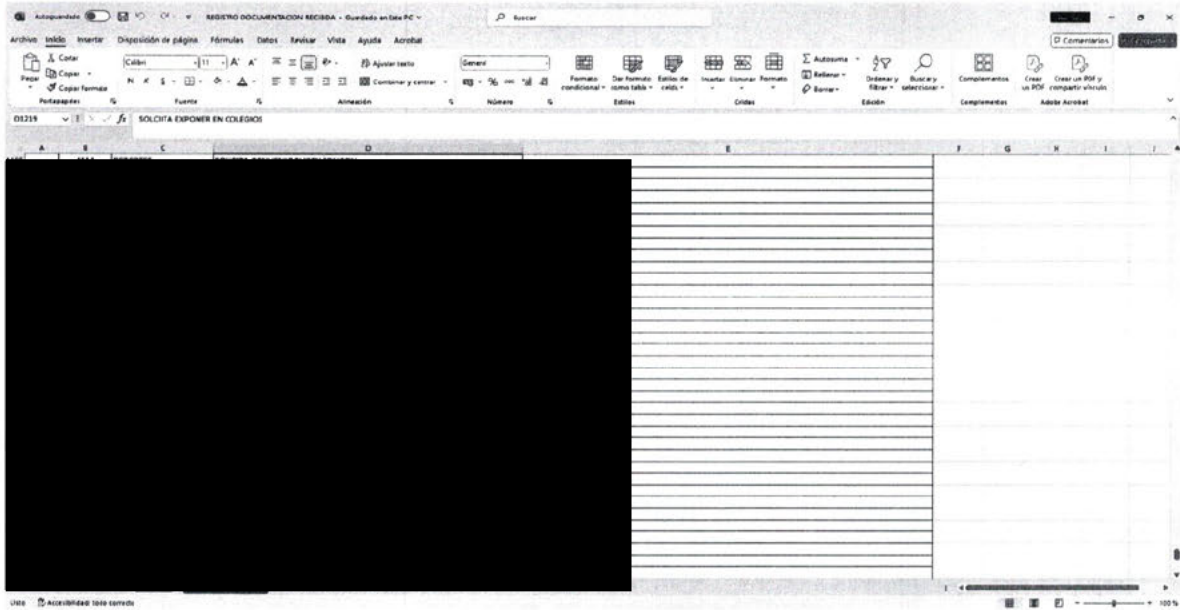 Autoguardado REGISTRO DOCUMENTACION RECIBIDA - Guardado en Este PC Buscar
Archivo Inicio Insertar Disposición de página Fórmulas Datos Revisar Vista Ayuda Acrobat Comentarios
Pegar Cortar Copiar Copiar formato Portapapeles
Calibri 11 A A N K S Fuente
Ajustar texto Combinar y centrar Alineación
General % Número
Formato condicional Dar formato como tabla Estilos de celda Estilos
Insertar Eliminar Formato Celdas
Autosuma Rellenar Borrar Ordenar y filtrar Buscar y seleccionar Edición
Complementos Complementos
Crear un PDF Crear un PDF y compartir vínculo Adobe Acrobat
D1219 fx SOLCITA EXPONER EN COLEGIOS
A B C D E F G H I J
Listo Accesibilidad: todo correcto 100 %